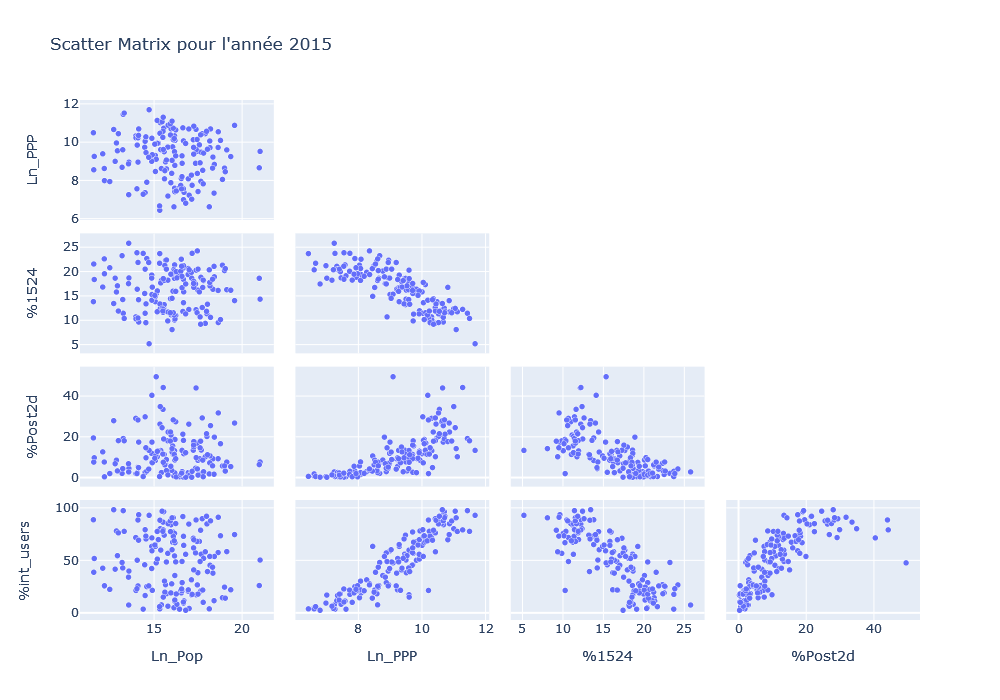 Scatter Matrix pour l'année 2015
12
10
8
6
Ln_PPP
25
20
15
10
5
%1524
40
20
0
%Post2d
100
50
0
%Int_users
15 20 8 10 12 5 10 15 20 25 0 20 40
Ln_Pop Ln_PPP %1524 %Post2d